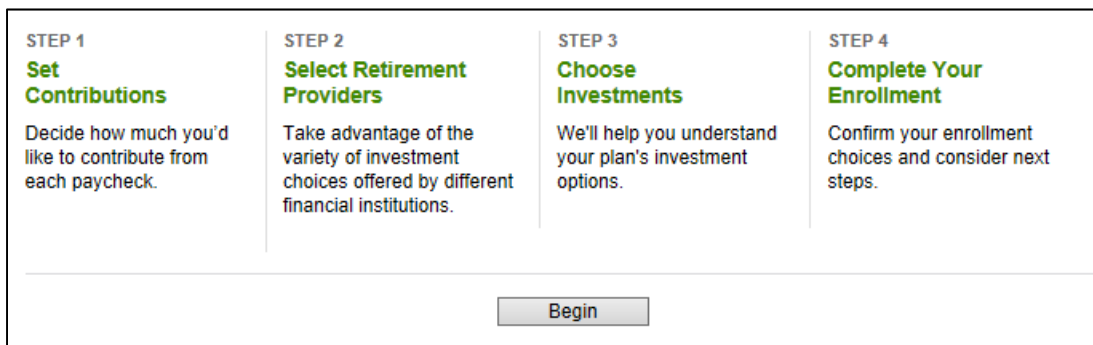 STEP 1
Set
Contributions
Decide how much you'd
like to contribute from
each paycheck.
STEP 2
Select Retirement
Providers
Take advantage of the
variety of investment
choices offered by different
financial institutions.
STEP 3
Choose
Investments
We'll help you understand
your plan's investment
options.
STEP 4
Complete Your
Enrollment
Confirm your enrollment
choices and consider next
steps.
Begin